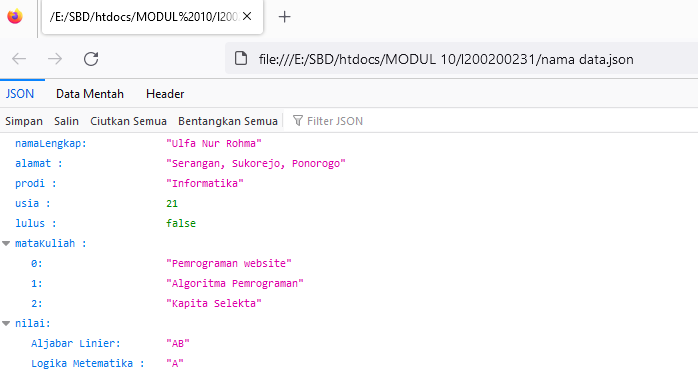 /E:/SBD/htdocs/MODUL%2010/l200
file:///E:/SBD/htdocs/MODUL 10/l200200231/nama data.json
JSON Data Mentah Header
Simpan Salin Ciutkan Semua Bentangkan Semua Filter JSON
namaLengkap: "Ulfa Nur Rohma"
alamat : "Serangan, Sukorejo, Ponorogo"
prodi : "Informatika"
usia : 21
lulus : false
mataKuliah :
0: "Pemrograman website"
1: "Algoritma Pemrograman"
2: "Kapita Selekta"
nilai:
Aljabar Linier: "AB"
Logika Metematika : "A"